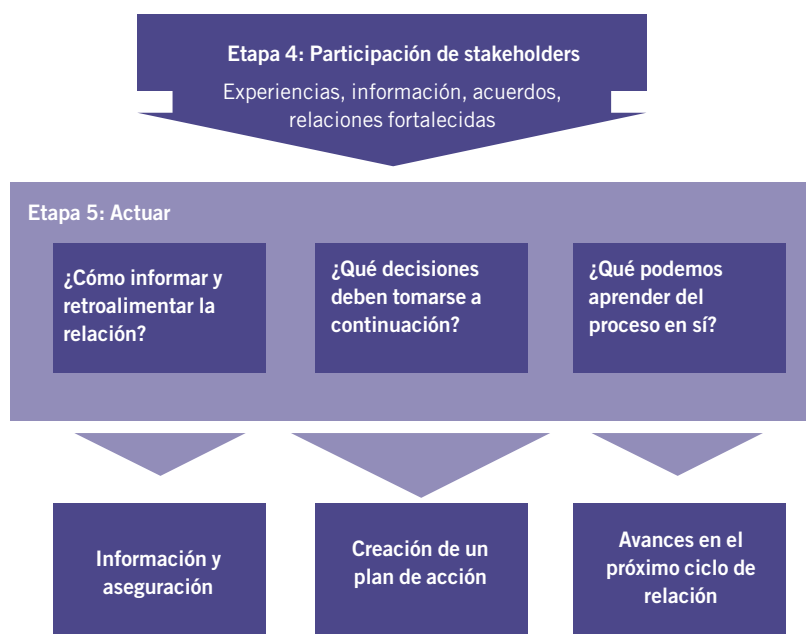 Etapa 4: Participación de stakeholders
Experiencias, información, acuerdos,
relaciones fortalecidas
Etapa 5: Actuar
¿Cómo informar y
retroalimentar la
relación?
¿Qué decisiones
deben tomarse a
continuación?
¿Qué podemos
aprender del
proceso en sí?
Información y
aseguración
Creación de un
plan de acción
Avances en el
próximo ciclo de
relación